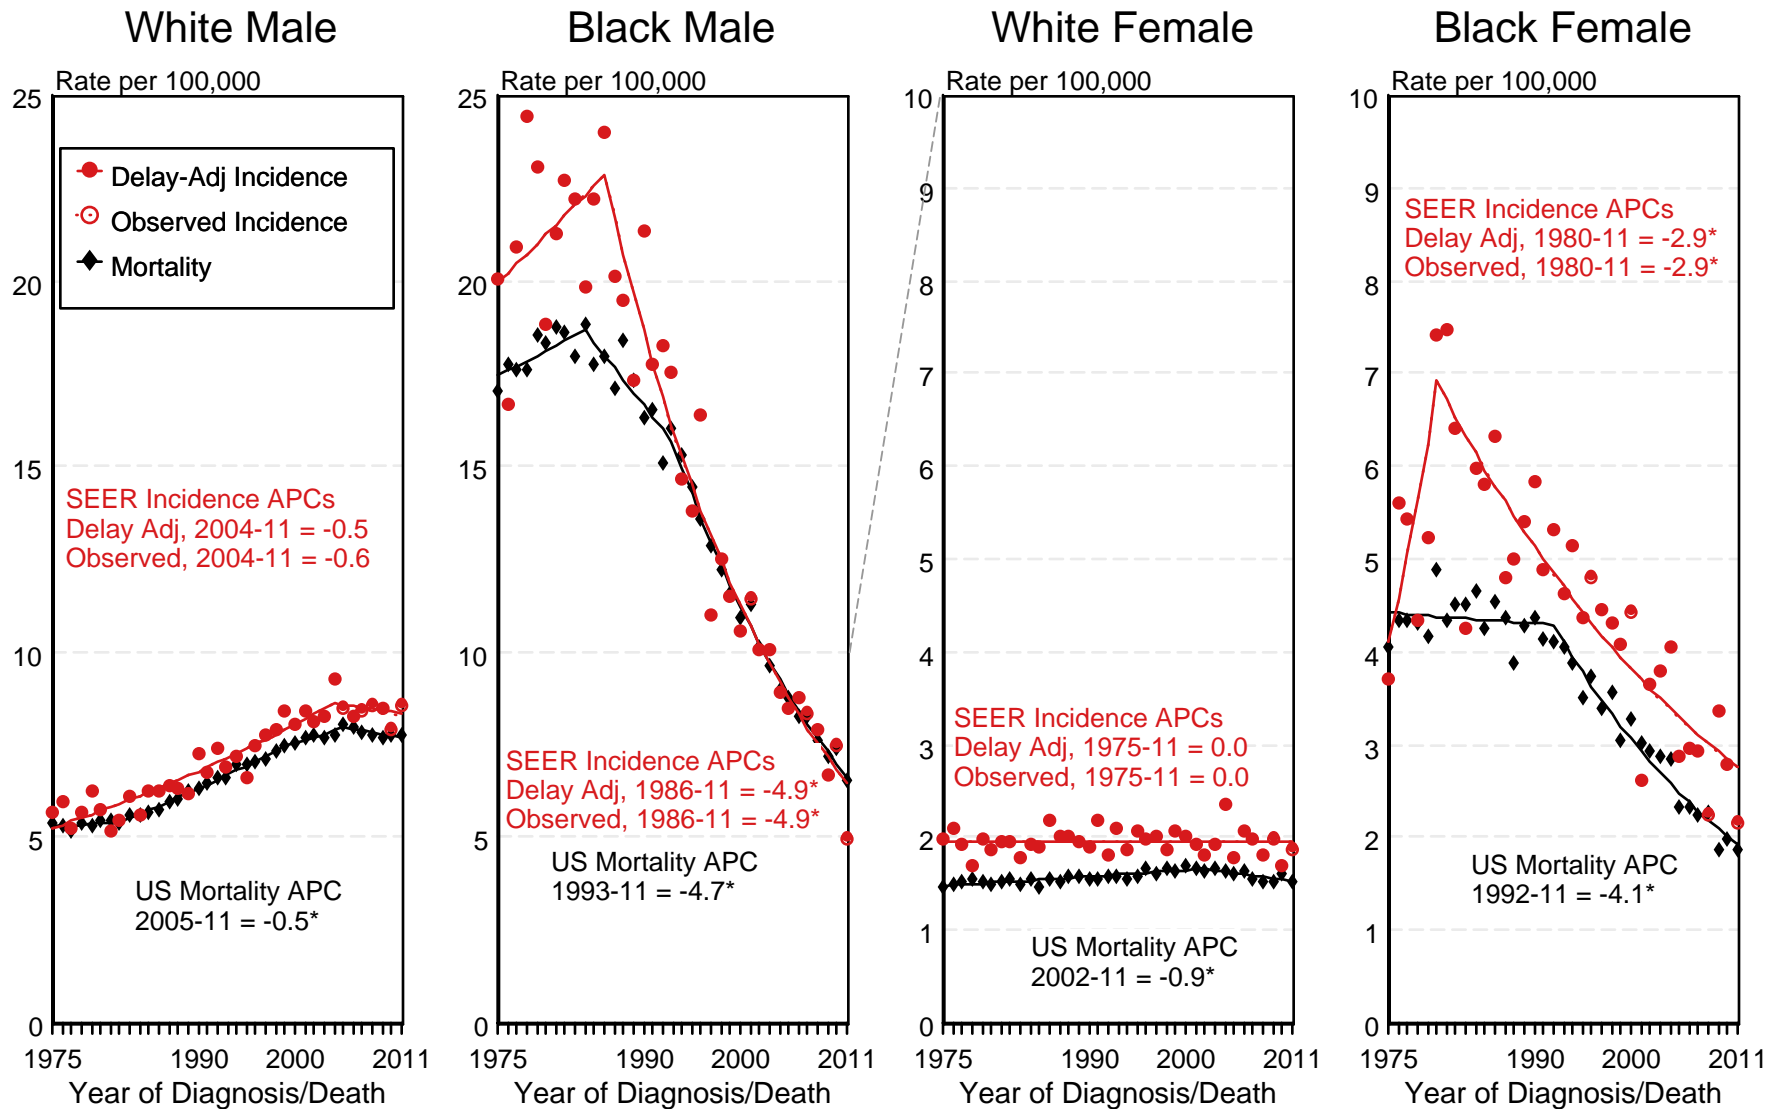 White Male
Rate per 100,000
25
20
15
10
5
0
Delay-Adj Incidence
Observed Incidence
Mortality
SEER Incidence APCs
Delay Adj, 2004-11 = -0.5
Observed, 2004-11 = -0.6
US Mortality APC
2005-11 = -0.5*
1975 1990 2000 2011
Year of Diagnosis/Death
Black Male
Rate per 100,000
25
20
15
10
5
0
SEER Incidence APCs
Delay Adj, 1986-11 = -4.9*
Observed, 1986-11 = -4.9*
US Mortality APC
1993-11 = -4.7*
1975 1990 2000 2011
Year of Diagnosis/Death
White Female
Rate per 100,000
10
9
8
7
6
5
4
3
2
1
0
SEER Incidence APCs
Delay Adj, 1975-11 = 0.0
Observed, 1975-11 = 0.0
US Mortality APC
2002-11 = -0.9*
1975 1990 2000 2011
Year of Diagnosis/Death
Black Female
Rate per 100,000
10
9
8
7
6
5
4
3
2
1
0
SEER Incidence APCs
Delay Adj, 1980-11 = -2.9*
Observed, 1980-11 = -2.9*
US Mortality APC
1992-11 = -4.1*
1975 1990 2000 2011
Year of Diagnosis/Death